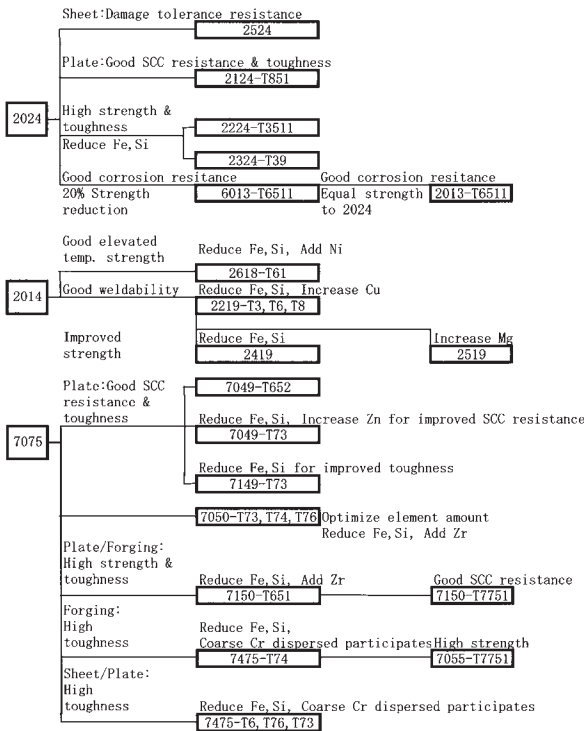 Sheet:Damage tolerance resistance
2524
Plate:Good SCC resistance & toughness
2124-T851
2024
High strength &
toughness
2224-T3511
Reduce Fe,Si
2324-T39
Good corrosion resitance
20% Strength
reduction
6013-T6511
Good corrosion resitance
Equal strength
to 2024
2013-T6511
Good elevated
temp. strength
Reduce Fe,Si, Add Ni
2618-T61
2014
Good weldability
Reduce Fe,Si, Increase Cu
2219-T3,T6,T8
Improved
strength
Reduce Fe,Si
2419
Increase Mg
2519
Plate:Good SCC
resistance &
toughness
7049-T652
7075
Reduce Fe,Si, Increase Zn for improved SCC resistance
7049-T73
Reduce Fe,Si for improved toughness
7149-T73
7050-T73,T74,T76
Optimize element amount
Reduce Fe,Si, Add Zr
Plate/Forging:
High strength &
toughness
Reduce Fe,Si, Add Zr
7150-T651
Good SCC resistance
7150-T7751
Forging:
High
toughness
Reduce Fe,Si,
Coarse Cr dispersed participates
7475-T74
High strength
7055-T7751
Sheet/Plate:
High
toughness
Reduce Fe,Si, Coarse Cr dispersed participates
7475-T6,T76,T73